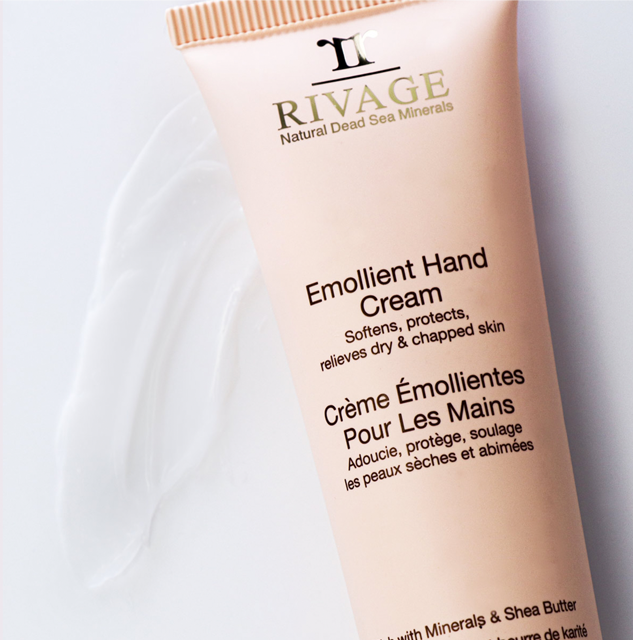 RIVAGE
Natural Dead Sea Minerals
Emollient Hand
Cream
Softens, protects,
relieves dry & chapped skin
Crème Émollientes
Pour Les Mains
Adoucie, protège, soulage
les peaux sèches et abimées
with Minerals & Shea Butter
beurre de karité